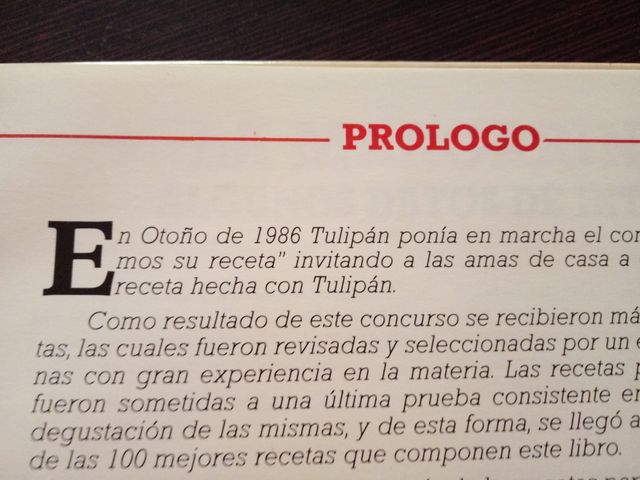 PROLOGO
En Otoño de 1986 Tulipán ponía en marcha el
mos su receta" invitando a las amas de casa a
receta hecha con Tulipán.
Como resultado de este concurso se recibieron
tas, las cuales fueron revisadas y seleccionadas por un
nas con gran experiencia en la materia. Las recetas
fueron sometidas a una última prueba consistente en
degustación de las mismas, y de esta forma, se llegó a
de las 100 mejores recetas que componen este libro.